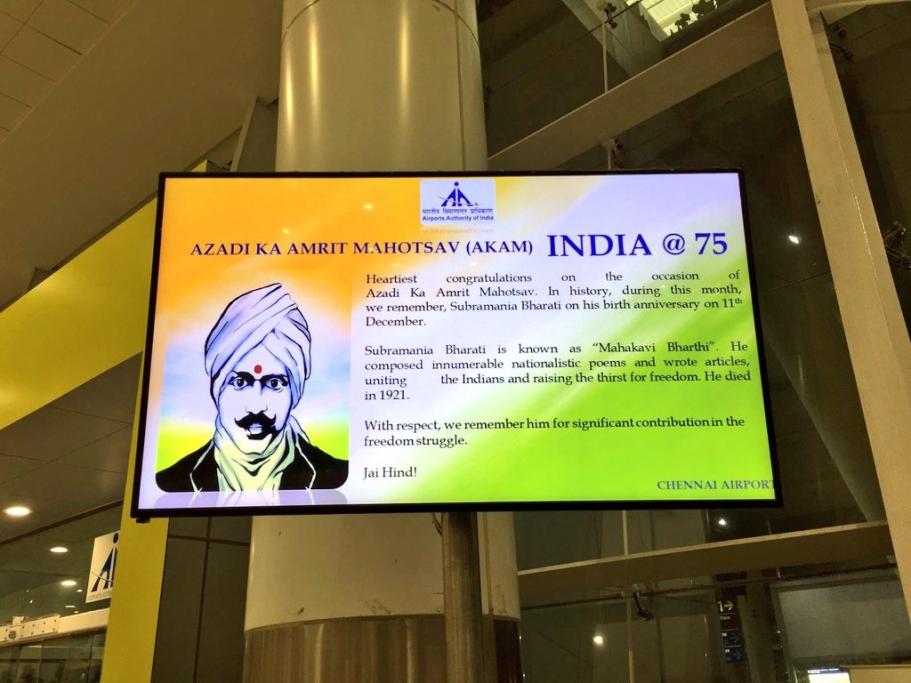 भारतीय विमानपत्तन प्राधिकरण
Airports Authority of India
AZADI KA AMRIT MAHOTSAV (AKAM) INDIA @ 75
Heartiest congratulations on the occasion of
Azadi Ka Amrit Mahotsav. In history, during this month,
we remember, Subramania Bharati on his birth anniversary on 11th
December.
Subramania Bharati is known as “Mahakavi Bharthi”. He
composed innumerable nationalistic poems and wrote articles,
uniting the Indians and raising the thirst for freedom. He died
in 1921.
With respect, we remember him for significant contribution in the
freedom struggle.
Jai Hind!
CHENNAI AIRPORT